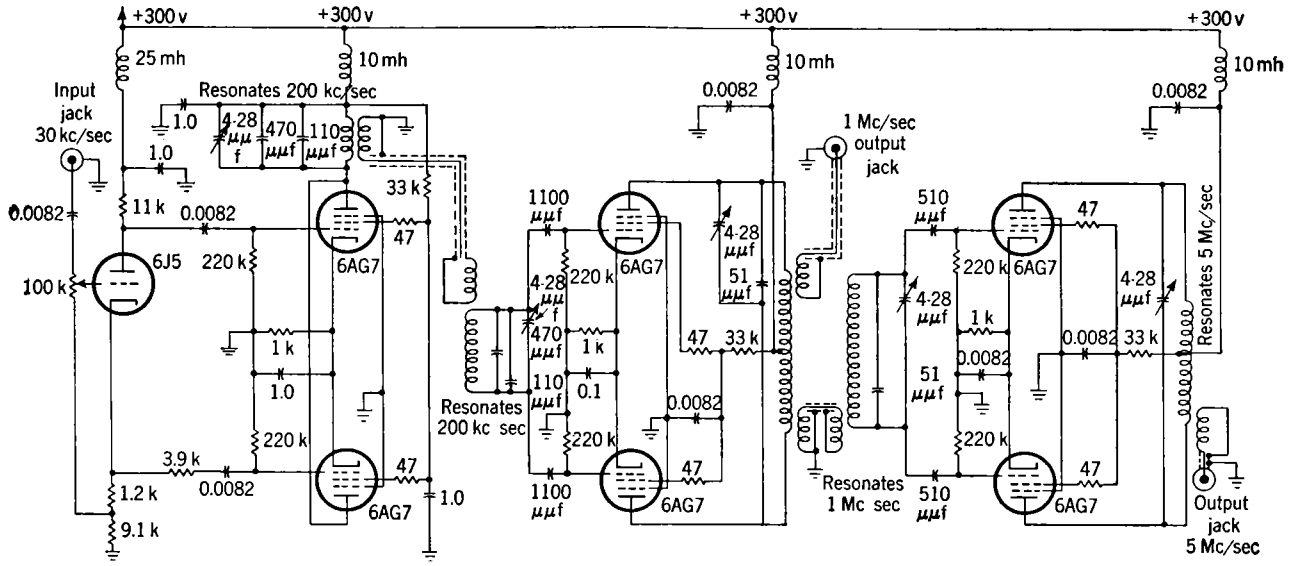 +300 v
+300 v
+300 v
+300 v
25 mh
10 mh
10 mh
10 mh
Input
jack
30 kc/sec
Resonates 200 kc/sec
1.0
4-28
μμ
f
470
μμf
110
μμf
1.0
0.0082
0.0082
1 Mc/sec
output
jack
0.0082
11 k
0.0082
33 k
47
6J5
100 k
220 k
6AG7
1 k
1.0
220 k
3.9 k
0.0082
47
1.0
6AG7
1.2 k
9.1 k
1100
μμf
4-28
μμ
f
470
μμf
110
μμf
Resonates
200 kc sec
220 k
6AG7
1 k
0.1
220 k
1100
μμf
47
33 k
0.0082
47
6AG7
4-28
μμf
51
μμf
510
μμf
4-28
μμf
51
μμf
Resonates
1 Mc sec
510
μμf
6AG7
220 k
1 k
0.0082
220 k
47
0.0082
33 k
47
6AG7
4-28
μμf
Resonates 5 Mc/sec
Output
jack
5 Mc/sec